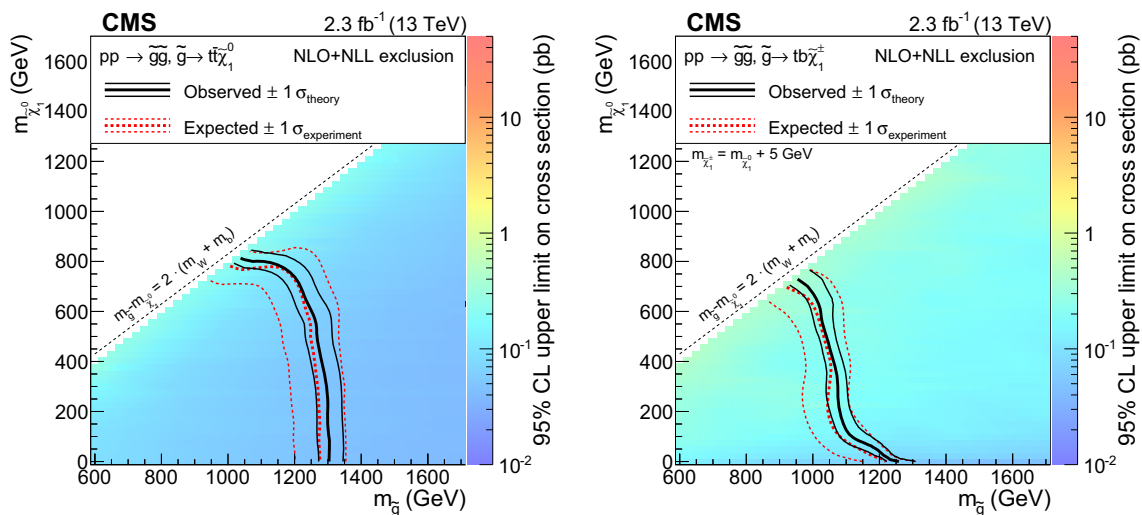 CMS 2.3 fb⁻¹ (13 TeV)
pp → g̃g̃, g̃ → tt̄χ̃⁰₁ NLO+NLL exclusion
Observed ± 1 σ_theory
Expected ± 1 σ_experiment
m_g̃-m_χ̃⁰₁ = 2 · (m_W + m_b)
m_χ̃⁰₁ (GeV)
1600
1400
1200
1000
800
600
400
200
0
600 800 1000 1200 1400 1600
m_g̃ (GeV)
10
1
10⁻¹
10⁻²
95% CL upper limit on cross section (pb)
CMS 2.3 fb⁻¹ (13 TeV)
pp → g̃g̃, g̃ → tbχ̃±₁ NLO+NLL exclusion
Observed ± 1 σ_theory
Expected ± 1 σ_experiment
m_χ̃±₁ = m_χ̃⁰₁ + 5 GeV
m_g̃-m_χ̃⁰₁ = 2 · (m_W + m_b)
m_χ̃⁰₁ (GeV)
1600
1400
1200
1000
800
600
400
200
0
600 800 1000 1200 1400 1600
m_g̃ (GeV)
10
1
10⁻¹
10⁻²
95% CL upper limit on cross section (pb)